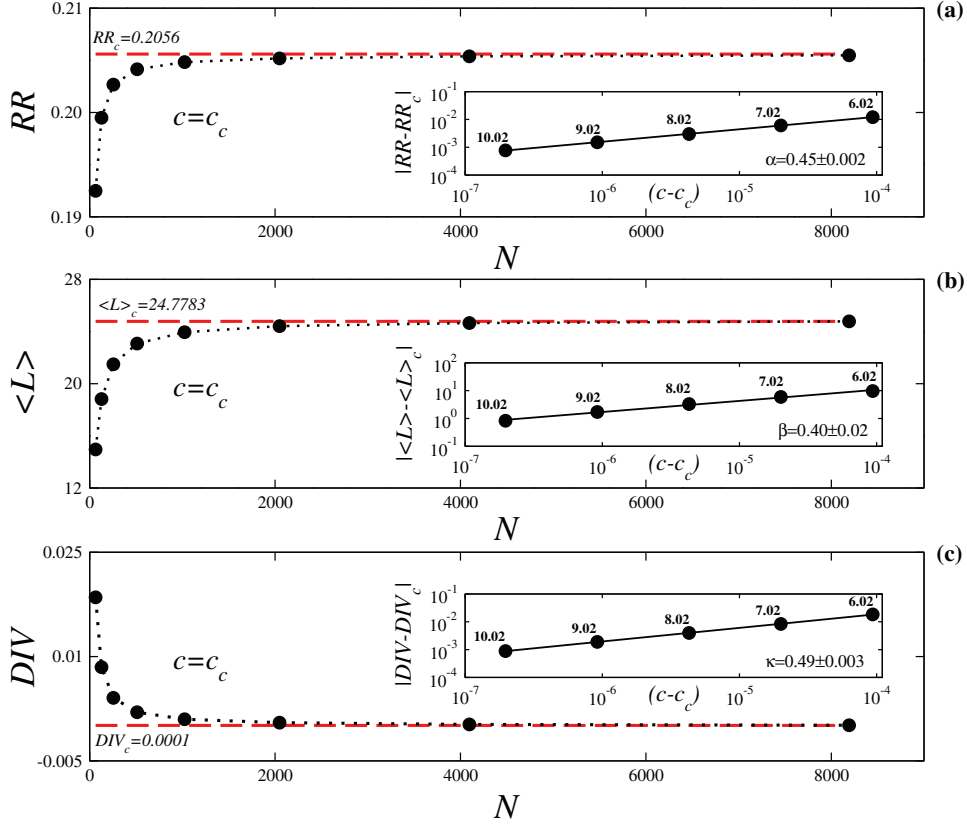 (a)
0.21
0.20
0.19
RR
RR_c=0.2056
c=c_c
|RR-RR_c|
10^-1
10^-2
10^-3
10^-4
10.02 9.02 8.02 7.02 6.02
α=0.45±0.002
10^-7 10^-6 10^-5 10^-4
(c-c_c)
0 2000 4000 6000 8000
N
(b)
28
20
12
<L>
<L>_c=24.7783
c=c_c
|<L>-<L>_c|
10^2
10^1
10^0
10^-1
10.02 9.02 8.02 7.02 6.02
β=0.40±0.02
10^-7 10^-6 10^-5 10^-4
(c-c_c)
0 2000 4000 6000 8000
N
(c)
0.025
0.01
-0.005
DIV
c=c_c
DIV_c=0.0001
|DIV-DIV_c|
10^-1
10^-2
10^-3
10^-4
10.02 9.02 8.02 7.02 6.02
κ=0.49±0.003
10^-7 10^-6 10^-5 10^-4
(c-c_c)
0 2000 4000 6000 8000
N